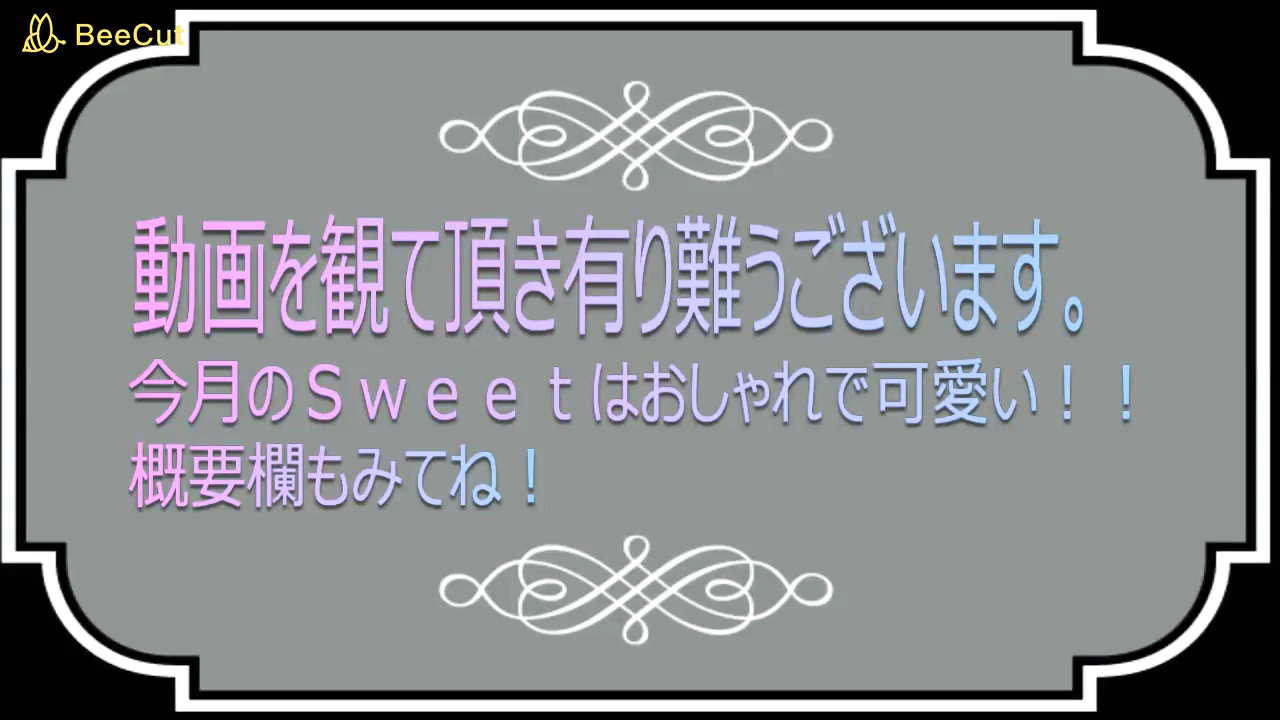 BeeCut
動画を観て頂き有り難うございます。
今月のＳｗｅｅｔはおしゃれで可愛い！！
概要欄もみてね！